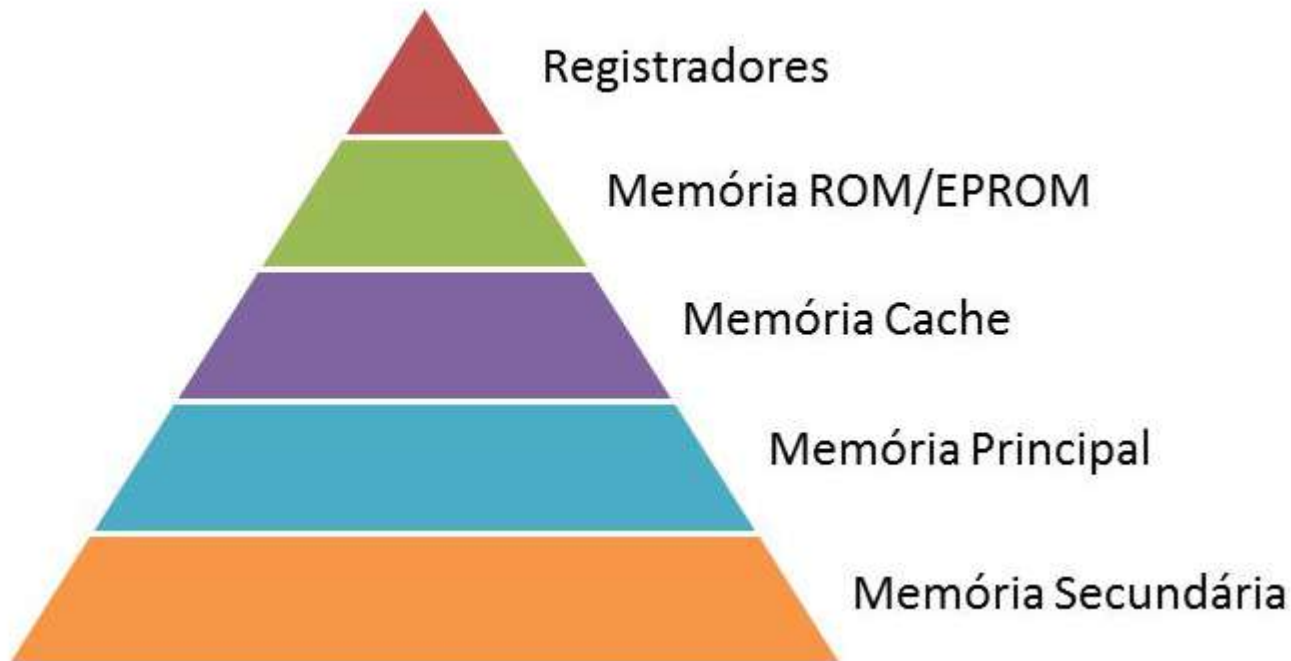 Registradores
Memória ROM/EPROM
Memória Cache
Memória Principal
Memória Secundária